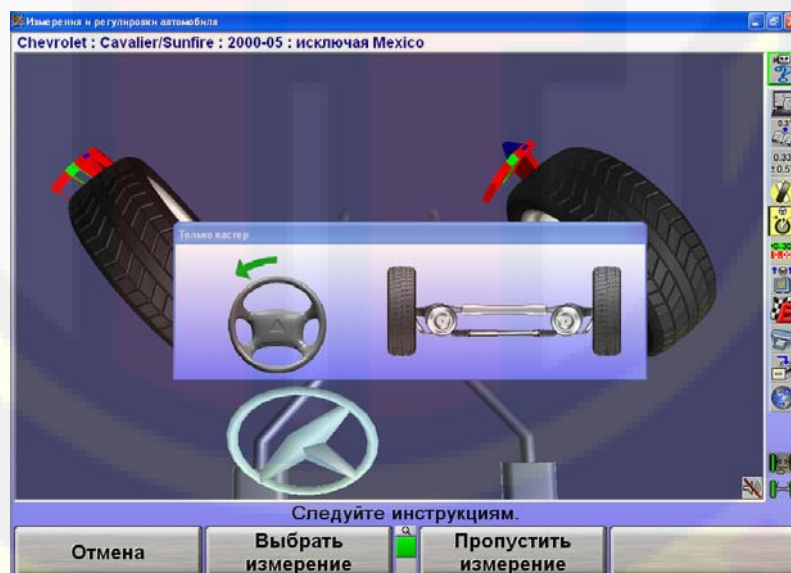 Измерения и регулировки автомобиля
Chevrolet : Cavalier/Sunfire : 2000-05 : исключая Mexico
Только кастер
Следуйте инструкциям.
Отмена
Выбрать
измерение
Пропустить
измерение